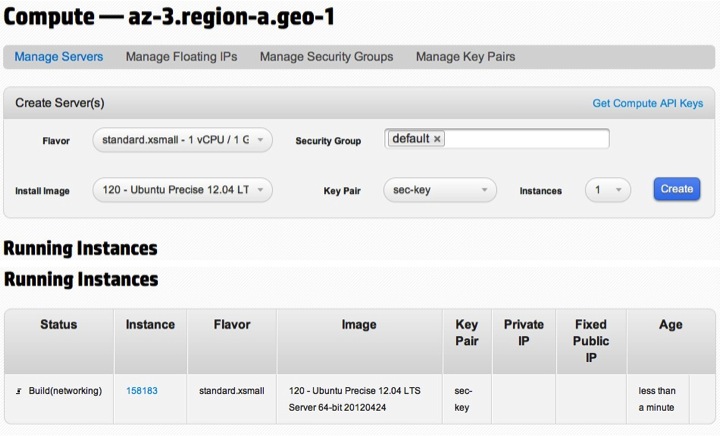 Compute — az-3.region-a.geo-1
Manage Servers Manage Floating IPs Manage Security Groups Manage Key Pairs
Create Server(s) Get Compute API Keys
Flavor standard.xsmall - 1 vCPU / 1 G Security Group default ×
Install Image 120 - Ubuntu Precise 12.04 LT Key Pair sec-key Instances 1 Create
Running Instances
Running Instances
Status Instance Flavor Image Key Private Fixed Age
Pair IP Public
IP
Build(networking) 158183 standard.xsmall 120 - Ubuntu Precise 12.04 LTS sec- less than
Server 64-bit 20120424 key a minute